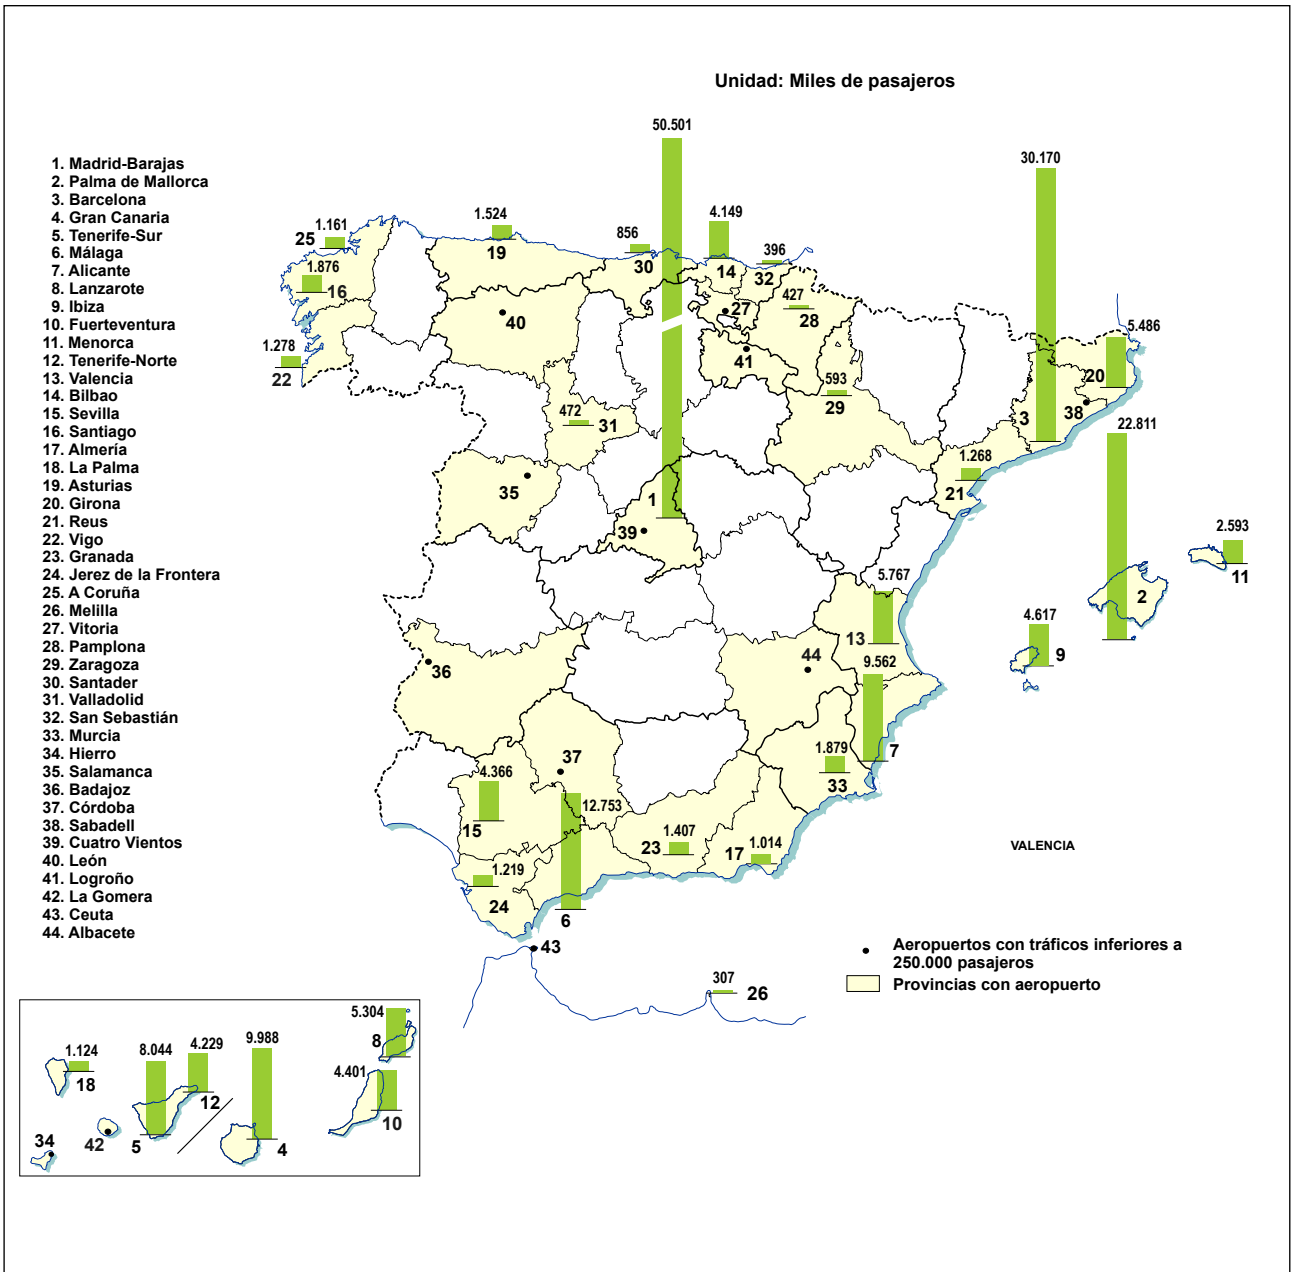 Unidad: Miles de pasajeros
1. Madrid-Barajas
2. Palma de Mallorca
3. Barcelona
4. Gran Canaria
5. Tenerife-Sur
6. Málaga
7. Alicante
8. Lanzarote
9. Ibiza
10. Fuerteventura
11. Menorca
12. Tenerife-Norte
13. Valencia
14. Bilbao
15. Sevilla
16. Santiago
17. Almería
18. La Palma
19. Asturias
20. Girona
21. Reus
22. Vigo
23. Granada
24. Jerez de la Frontera
25. A Coruña
26. Melilla
27. Vitoria
28. Pamplona
29. Zaragoza
30. Santader
31. Valladolid
32. San Sebastián
33. Murcia
34. Hierro
35. Salamanca
36. Badajoz
37. Córdoba
38. Sabadell
39. Cuatro Vientos
40. León
41. Logroño
42. La Gomera
43. Ceuta
44. Albacete
50.501
30.170
1.161
25
1.524
19
856
30
4.149
14
396
32
1.876
16
40
27
427
28
1.278
22
41
5.486
20
593
29
3
38
472
31
22.811
1.268
21
35
1
39
2.593
11
2
5.767
13
4.617
9
36
44
9.562
7
37
1.879
33
4.366
15
12.753
6
1.407
23
1.014
17
1.219
24
VALENCIA
43
307
26
Aeropuertos con tráficos inferiores a
250.000 pasajeros
Provincias con aeropuerto
1.124
18
8.044
5
4.229
12
9.988
4
5.304
8
4.401
10
34
42